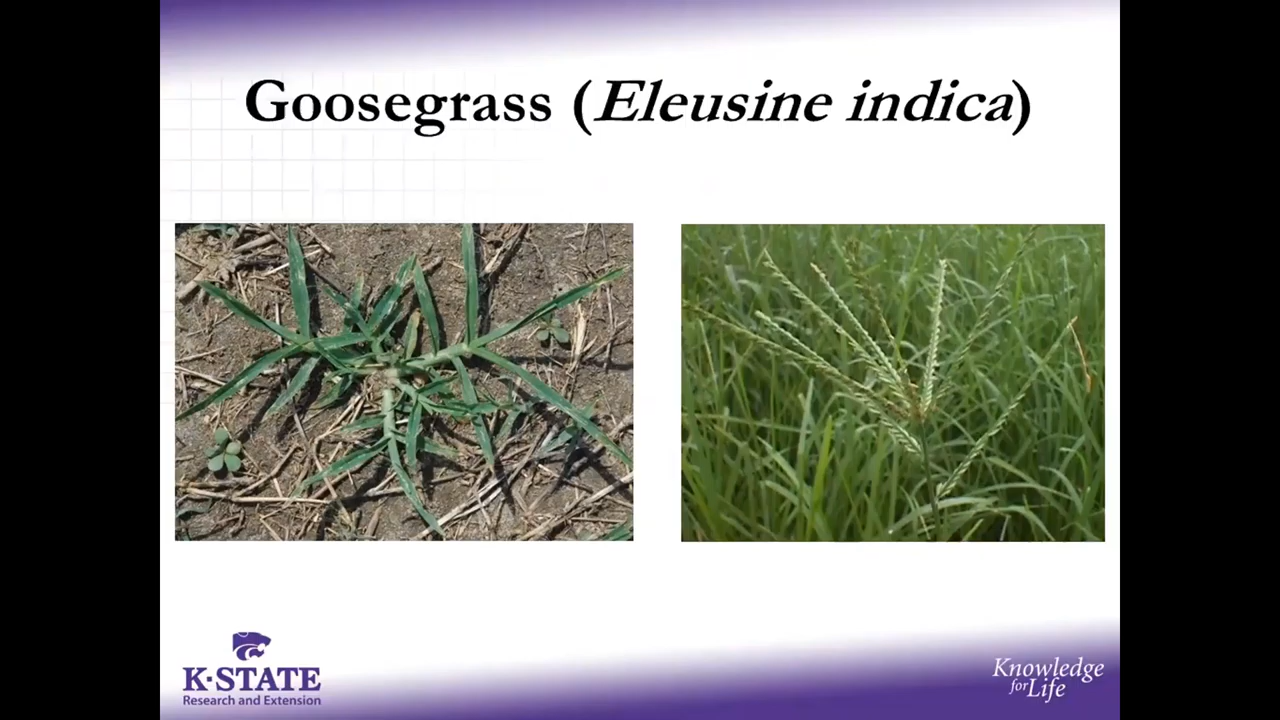 Goosegrass (Eleusine indica)
K-STATE
Research and Extension
Knowledge
for Life